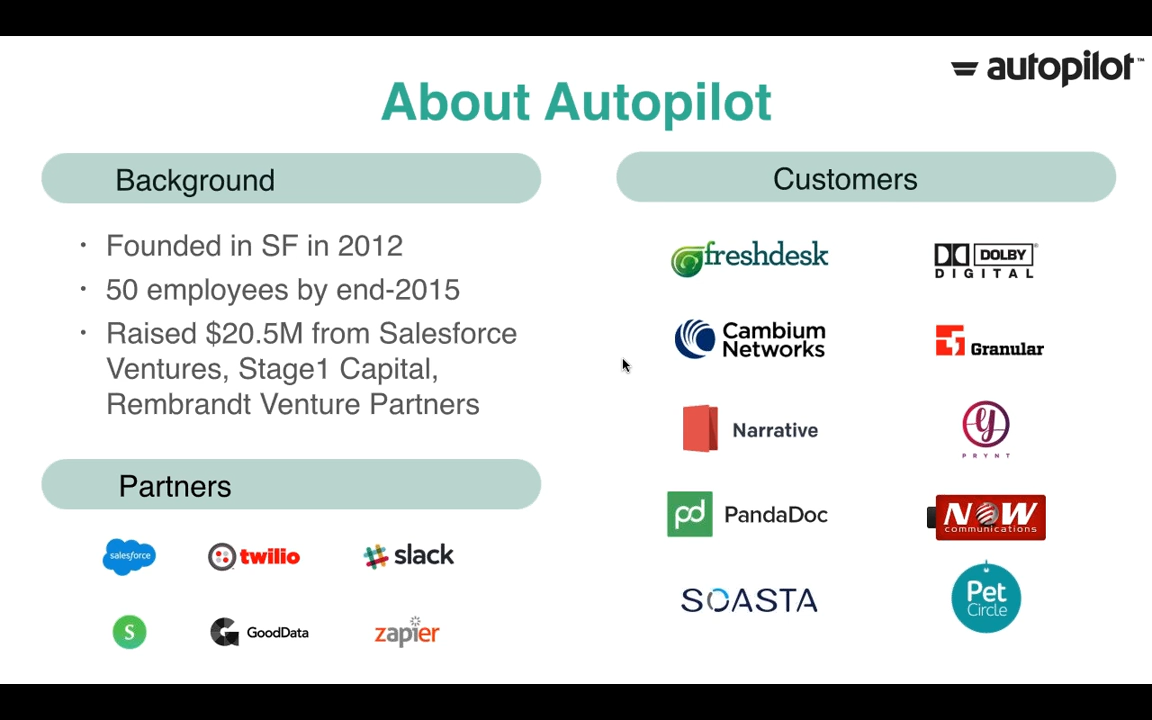 autopilot™
About Autopilot
Background
• Founded in SF in 2012
• 50 employees by end-2015
• Raised $20.5M from Salesforce
Ventures, Stage1 Capital,
Rembrandt Venture Partners
Partners
salesforce
twilio
slack
S
GoodData
zapier
Customers
freshdesk
DOLBY
DIGITAL
Cambium
Networks
Granular
Narrative
y
PRYNT
pd PandaDoc
NOW
communications
SOASTA
Pet
Circle